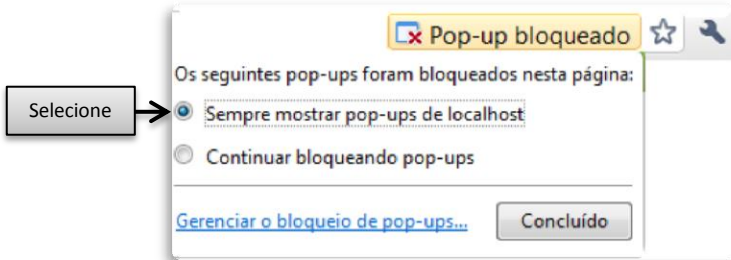 Pop-up bloqueado
Os seguintes pop-ups foram bloqueados nesta página:
Selecione
Sempre mostrar pop-ups de localhost
Continuar bloqueando pop-ups
Gerenciar o bloqueio de pop-ups...
Concluído